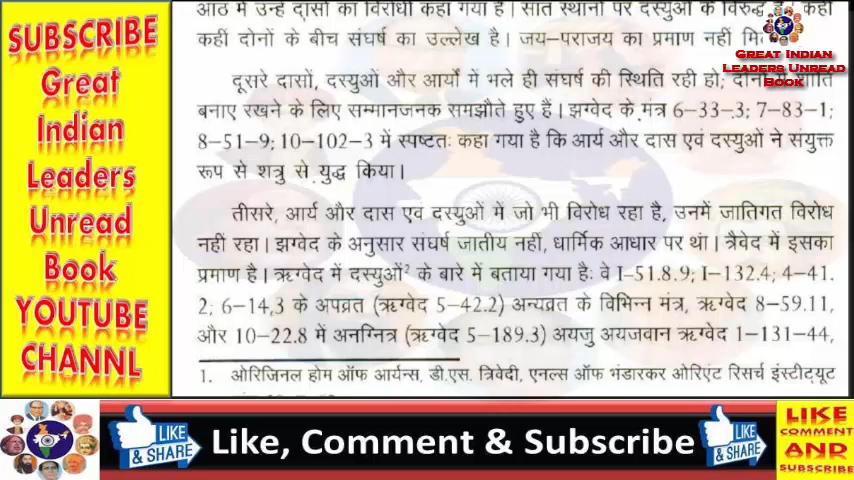 SUBSCRIBE
Great
Indian
Leaders
Unread
Book
YOUTUBE
CHANNL
आठ में उन्हें दासों का विरोधी कहा गया है। सात स्थानों पर दस्युओं के विरुद्ध कहीं
कहीं दोनों के बीच संघर्ष का उल्लेख है। जय–पराजय का प्रमाण नहीं
GREAT INDIAN
LEADERS UNREAD
BOOK
दूसरे दासों, दस्युओं और आर्यों में भले ही संघर्ष की स्थिति रही हो,
बनाए रखने के लिए सम्मानजनक समझौते हुए हैं। झग्वेद के मंत्र 6–33–3; 7–83–1;
8–51–9; 10–102–3 में स्पष्टतः कहा गया है कि आर्य और दास एवं दस्युओं ने संयुक्त
रूप से शत्रु से युद्ध किया।
तीसरे, आर्य और दास एवं दस्युओं में जो भी विरोध रहा है, उनमें जातिगत विरोध
नहीं रहा। झग्वेद के अनुसार संघर्ष जातीय नहीं, धार्मिक आधार पर था। त्रैवेद में इसका
प्रमाण है। ऋग्वेद में दस्युओं² के बारे में बताया गया है: वे I–51.8.9; I–132.4; 4–41.
2; 6–14,3 के अपव्रत (ऋग्वेद 5–42.2) अन्यव्रत के विभिन्न मंत्र, ऋग्वेद 8–59.11,
और 10–22.8 में अनग्नित्र (ऋग्वेद 5–189.3) अयजु अयजवान ऋग्वेद 1–131–44,
1. ओरिजिनल होम ऑफ आर्यन्स, डी.एस. त्रिवेदी, एनल्स ऑफ भंडारकर ओरिएंट रिसर्च इंस्टीट्यूट
LIKE
& SHARE
Like, Comment & Subscribe
LIKE
& SHARE
LIKE
COMMENT
AND
SUBSCRIBE